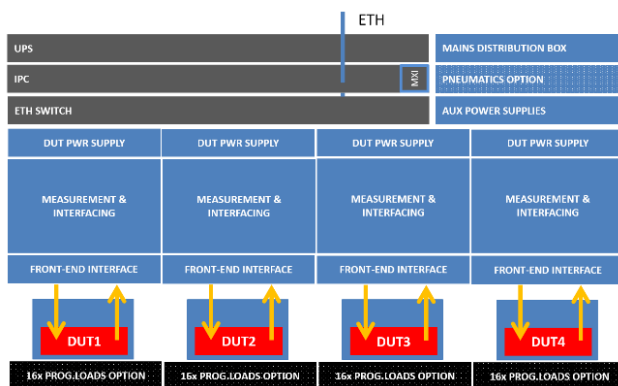 ETH
UPS
MAINS DISTRIBUTION BOX
IPC
MXI
PNEUMATICS OPTION
ETH SWITCH
AUX POWER SUPPLIES
DUT PWR SUPPLY
DUT PWR SUPPLY
DUT PWR SUPPLY
DUT PWR SUPPLY
MEASUREMENT &
INTERFACING
MEASUREMENT &
INTERFACING
MEASUREMENT &
INTERFACING
MEASUREMENT &
INTERFACING
FRONT-END INTERFACE
FRONT-END INTERFACE
FRONT-END INTERFACE
FRONT-END INTERFACE
DUT1
DUT2
DUT3
DUT4
16x PROG.LOADS OPTION
16x PROG.LOADS OPTION
16x PROG.LOADS OPTION
16x PROG.LOADS OPTION